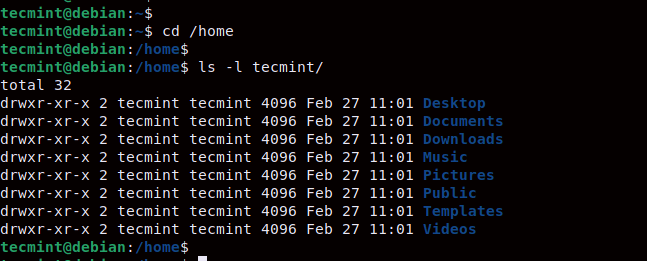 tecmint@debian:~$
tecmint@debian:~$ cd /home
tecmint@debian:/home$
tecmint@debian:/home$ ls -l tecmint/
total 32
drwxr-xr-x 2 tecmint tecmint 4096 Feb 27 11:01 Desktop
drwxr-xr-x 2 tecmint tecmint 4096 Feb 27 11:01 Documents
drwxr-xr-x 2 tecmint tecmint 4096 Feb 27 11:01 Downloads
drwxr-xr-x 2 tecmint tecmint 4096 Feb 27 11:01 Music
drwxr-xr-x 2 tecmint tecmint 4096 Feb 27 11:01 Pictures
drwxr-xr-x 2 tecmint tecmint 4096 Feb 27 11:01 Public
drwxr-xr-x 2 tecmint tecmint 4096 Feb 27 11:01 Templates
drwxr-xr-x 2 tecmint tecmint 4096 Feb 27 11:01 Videos
tecmint@debian:/home$